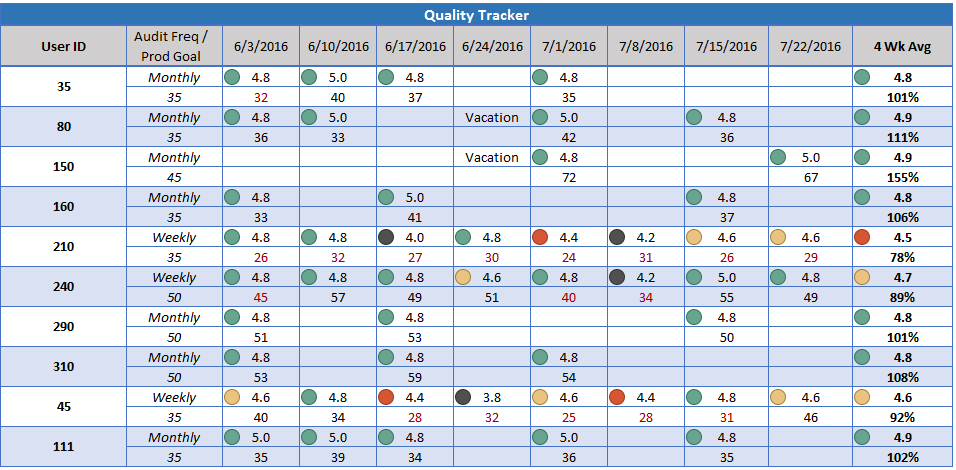 Quality Tracker
User ID Audit Freq / Prod Goal 6/3/2016 6/10/2016 6/17/2016 6/24/2016 7/1/2016 7/8/2016 7/15/2016 7/22/2016 4 Wk Avg
35 Monthly 4.8 5.0 4.8 4.8 4.8
35 32 40 37 35 101%
80 Monthly 4.8 5.0 Vacation 5.0 4.8 4.9
35 36 33 42 36 111%
150 Monthly Vacation 4.8 5.0 4.9
45 72 67 155%
160 Monthly 4.8 5.0 4.8 4.8
35 33 41 37 106%
210 Weekly 4.8 4.8 4.0 4.8 4.4 4.2 4.6 4.6 4.5
35 26 32 27 30 24 31 26 29 78%
240 Weekly 4.8 4.8 4.8 4.6 4.8 4.2 5.0 4.8 4.7
50 45 57 49 51 40 34 55 49 89%
290 Monthly 4.8 4.8 4.8 4.8
50 51 53 50 101%
310 Monthly 4.8 4.8 4.8 4.8
50 53 59 54 108%
45 Weekly 4.6 4.8 4.4 3.8 4.6 4.4 4.8 4.6 4.6
35 40 34 28 32 25 28 31 46 92%
111 Monthly 5.0 5.0 4.8 5.0 4.8 4.9
35 35 39 34 36 35 102%